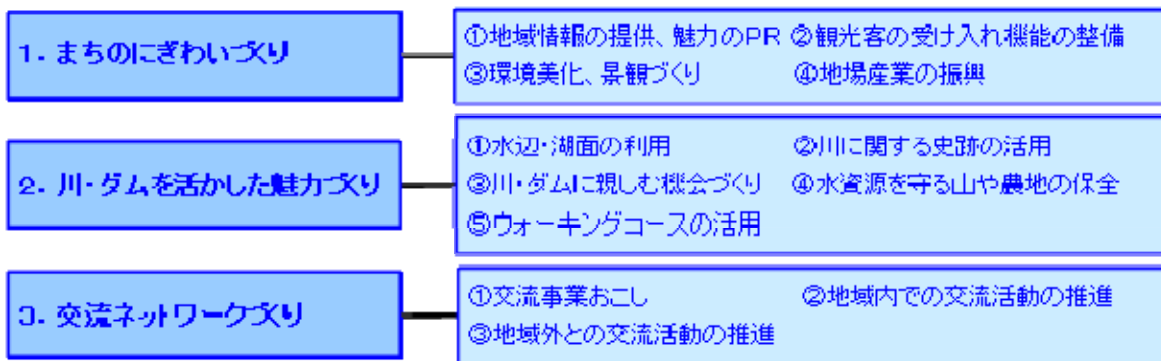 1. まちのにぎわいづくり
①地域情報の提供、魅力のPR ②観光客の受け入れ機能の整備
③環境美化、景観づくり ④地場産業の振興
2. 川・ダムを活かした魅力づくり
①水辺・湖面の利用 ②川に関する史跡の活用
③川・ダムに親しむ機会づくり ④水資源を守る山や農地の保全
⑤ウォーキングコースの活用
3. 交流ネットワークづくり
①交流事業おこし ②地域内での交流活動の推進
③地域外との交流活動の推進